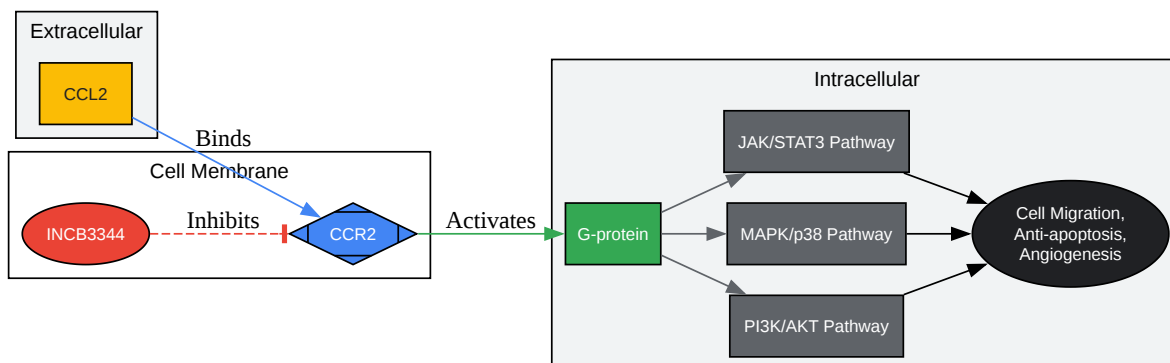 Extracellular
CCL2
Binds
Cell Membrane
INCB3344
Inhibits
CCR2
Activates
Intracellular
G-protein
JAK/STAT3 Pathway
MAPK/p38 Pathway
PI3K/AKT Pathway
Cell Migration,
Anti-apoptosis,
Angiogenesis